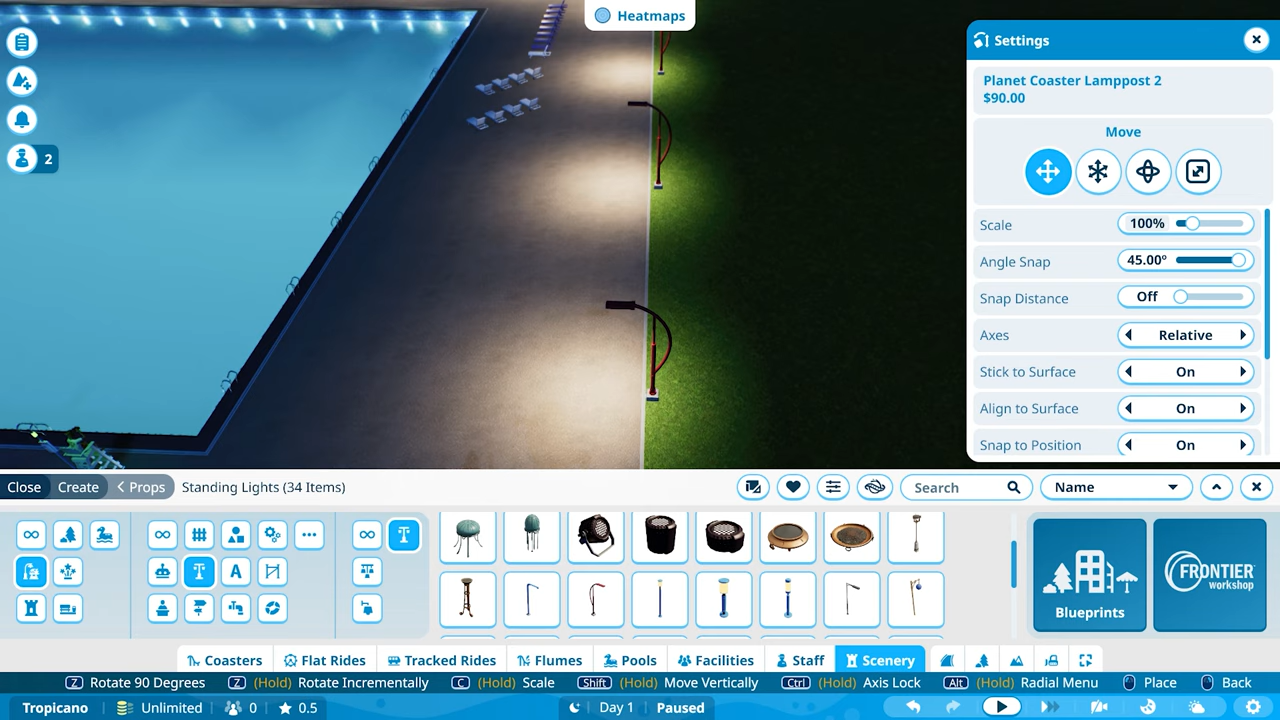 Heatmaps
Settings
Planet Coaster Lamppost 2
$90.00
2
Move
Scale 100%
Angle Snap 45.00°
Snap Distance Off
Axes Relative
Stick to Surface On
Align to Surface On
Snap to Position On
Close Create Props Standing Lights (34 Items) Search Name
Blueprints FRONTIER workshop
Coasters Flat Rides Tracked Rides Flumes Pools Facilities Staff Scenery
Z Rotate 90 Degrees Z (Hold) Rotate Incrementally C (Hold) Scale Shift (Hold) Move Vertically Ctrl (Hold) Axis Lock Alt (Hold) Radial Menu Place Back
Tropicano Unlimited 0 0.5 Day 1 Paused